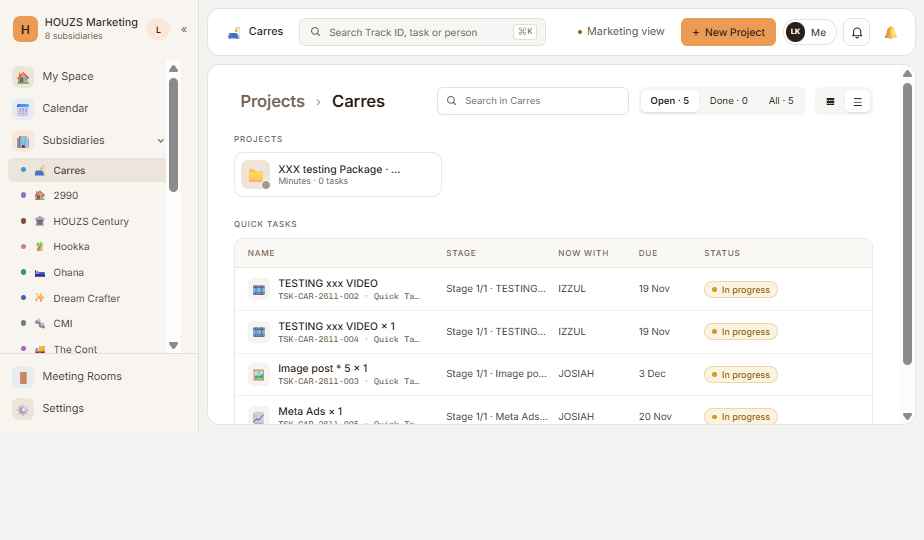 H
HOUZS Marketing
8 subsidiaries
L
«
My Space
Calendar
Subsidiaries
Carres
2990
HOUZS Century
Hookka
Ohana
Dream Crafter
CMI
The Cont
Meeting Rooms
Settings
Carres
Search Track ID, task or person
⌘K
Marketing view
+ New Project
LK
Me
Projects › Carres
Search in Carres
Open · 5
Done · 0
All · 5
PROJECTS
XXX testing Package · ...
Minutes · 0 tasks
QUICK TASKS
NAME STAGE NOW WITH DUE STATUS
TESTING xxx VIDEO
TSK-CAR-2611-002 · Quick Ta…
Stage 1/1 · TESTING... IZZUL 19 Nov In progress
TESTING xxx VIDEO × 1
TSK-CAR-2611-004 · Quick Ta…
Stage 1/1 · TESTING... IZZUL 19 Nov In progress
Image post * 5 × 1
TSK-CAR-2611-003 · Quick Ta…
Stage 1/1 · Image po... JOSIAH 3 Dec In progress
Meta Ads × 1
Stage 1/1 · Meta Ads... JOSIAH 20 Nov In progress